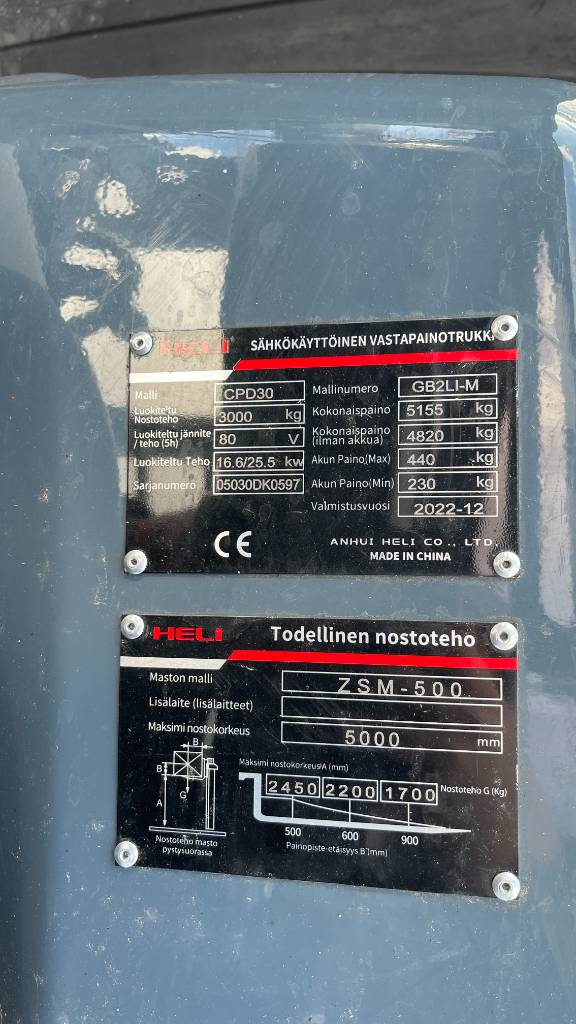 HELI SÄHKÖKÄYTTÖINEN VASTAPAINOTRUKKI
Malli CPD30 Mallinumero GB2LI-M
Luokiteltu Nostoteho 3000 kg Kokonaispaino 5155 kg
Luokiteltu jännite / teho (5h) 80 V Kokonaispaino (ilman akkua) 4820 kg
Luokiteltu Teho 16.6/25.5 kw Akun Paino(Max) 440 kg
Sarjanumero 05030DK0597 Akun Paino(Min) 230 kg
Valmistusvuosi 2022-12
CE ANHUI HELI CO., LTD.
MADE IN CHINA
HELI Todellinen nostoteho
Maston malli ZSM-500
Lisälaite (lisälaitteet)
Maksimi nostokorkeus 5000 mm
B
B
A
G
Nostoteho masto
pystysuorassa
Maksimi nostokorkeus A (mm)
2450 2200 1700 Nostoteho G (Kg)
500 600 900
Painopiste-etäisyys B (mm)